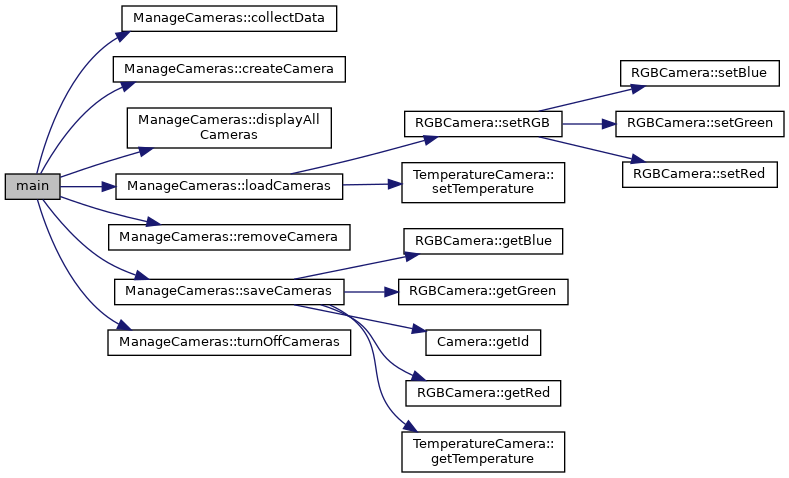 main
ManageCameras::collectData
ManageCameras::createCamera
ManageCameras::displayAll
Cameras
ManageCameras::loadCameras
ManageCameras::removeCamera
ManageCameras::saveCameras
ManageCameras::turnOffCameras
RGBCamera::setRGB
TemperatureCamera::
setTemperature
RGBCamera::getBlue
RGBCamera::getGreen
Camera::getId
RGBCamera::getRed
TemperatureCamera::
getTemperature
RGBCamera::setBlue
RGBCamera::setGreen
RGBCamera::setRed